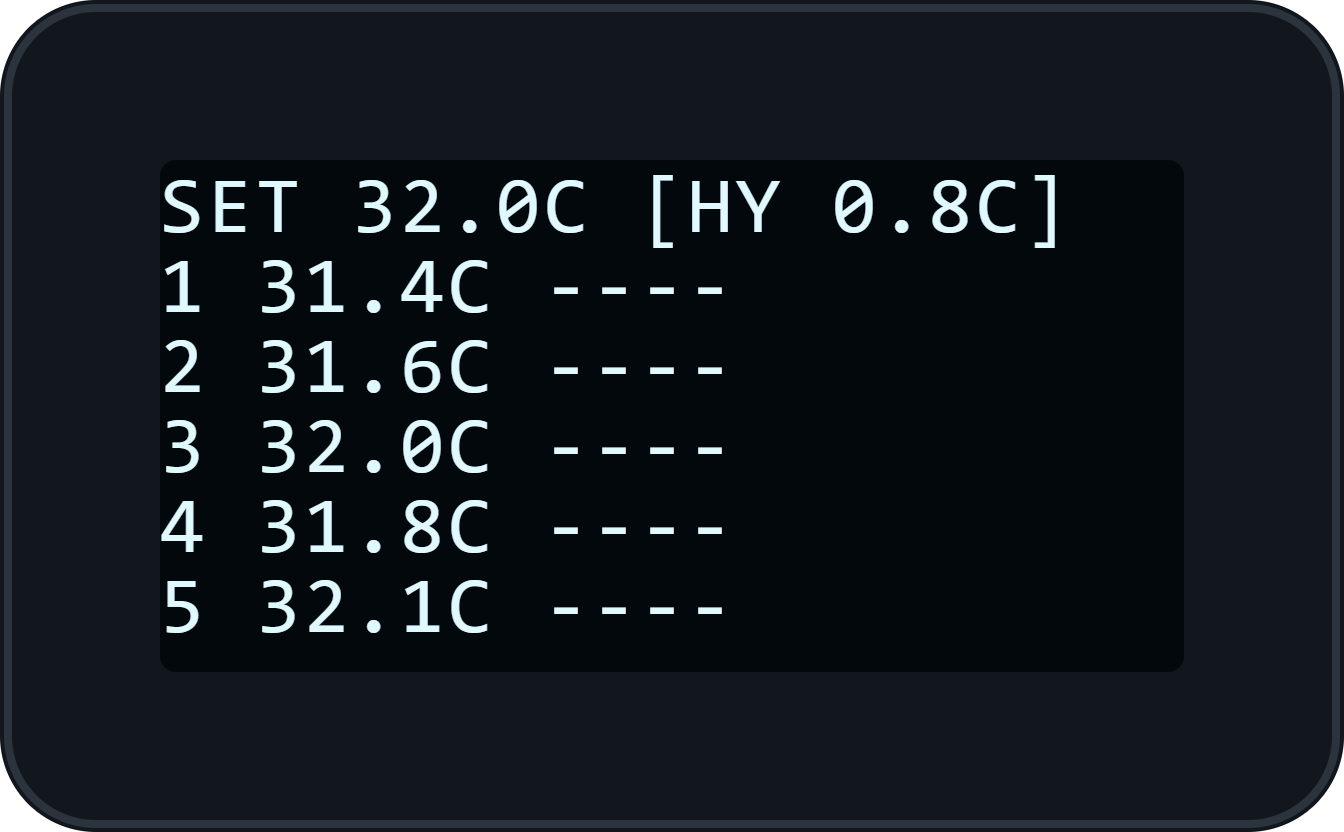 SET 32.0C [HY 0.8C]
1 31.4C ----
2 31.6C ----
3 32.0C ----
4 31.8C ----
5 32.1C ----